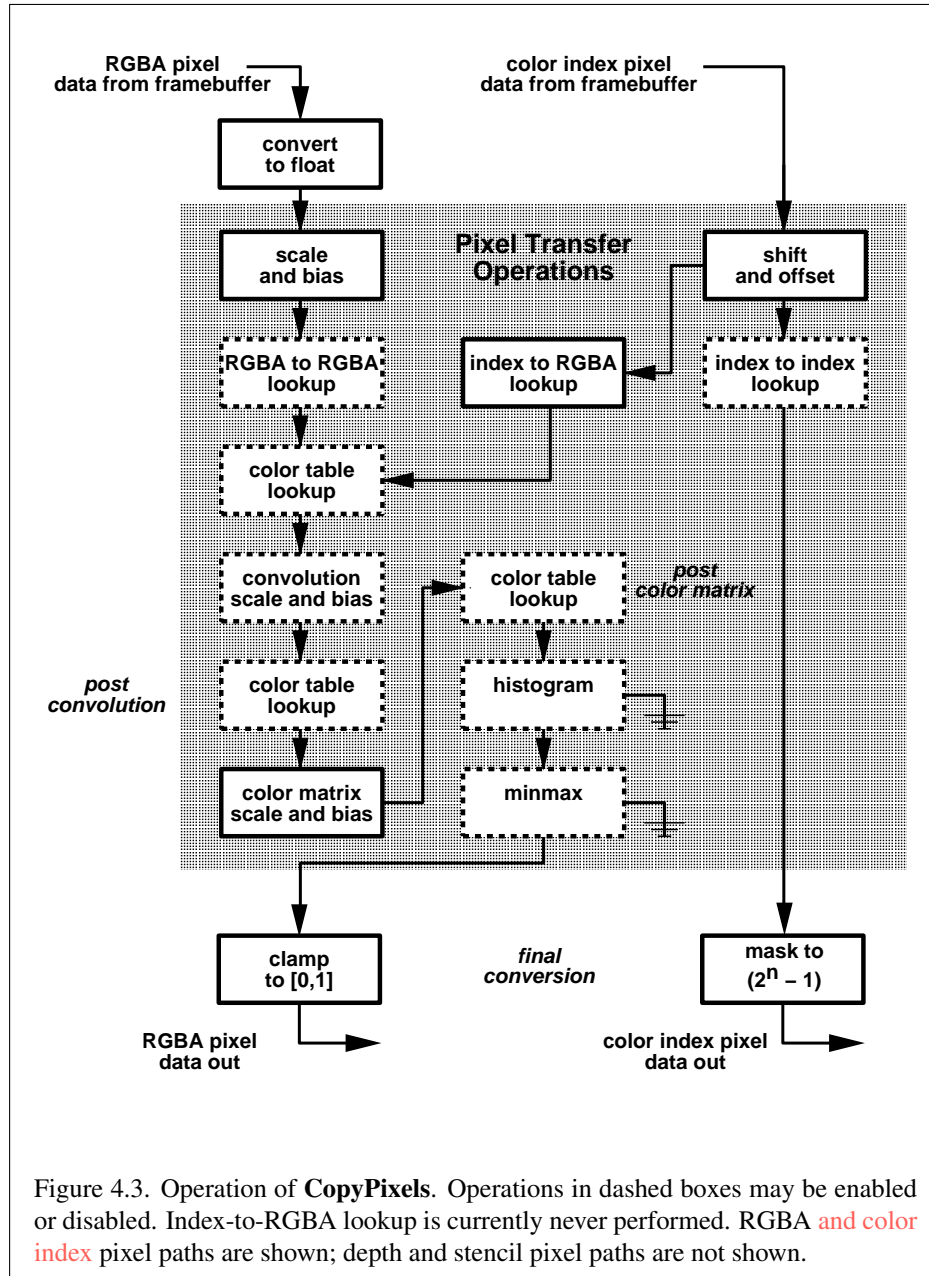 RGBA pixel
data from framebuffer
color index pixel
data from framebuffer
convert
to float
Pixel Transfer
Operations
scale
and bias
shift
and offset
RGBA to RGBA
lookup
index to RGBA
lookup
index to index
lookup
color table
lookup
convolution
scale and bias
color table
lookup
post
color matrix
post
convolution
color table
lookup
histogram
color matrix
scale and bias
minmax
clamp
to [0,1]
final
conversion
mask to
(2^n − 1)
RGBA pixel
data out
color index pixel
data out
Figure 4.3. Operation of CopyPixels. Operations in dashed boxes may be enabled
or disabled. Index-to-RGBA lookup is currently never performed. RGBA and color
index pixel paths are shown; depth and stencil pixel paths are not shown.